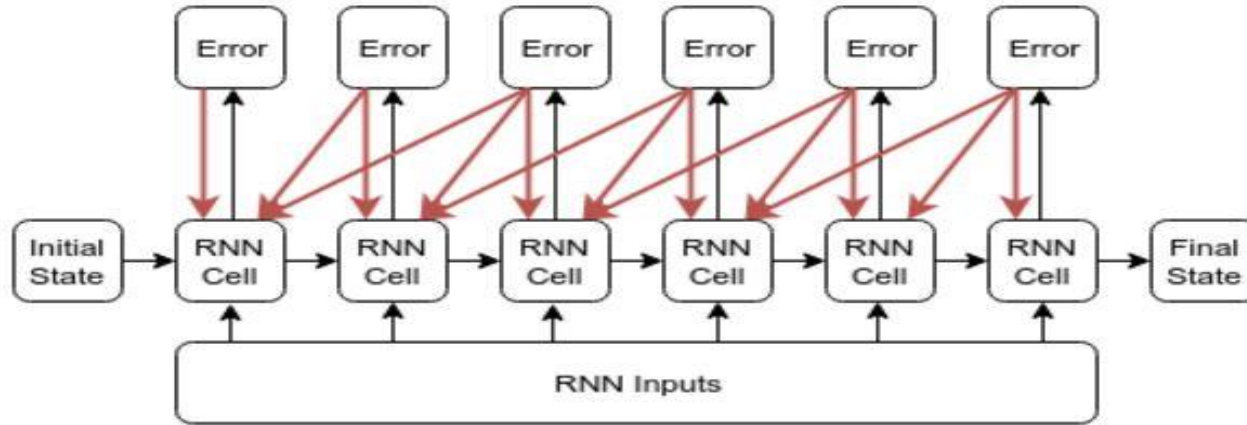 Error
Error
Error
Error
Error
Error
Initial
State
RNN
Cell
RNN
Cell
RNN
Cell
RNN
Cell
RNN
Cell
RNN
Cell
Final
State
RNN Inputs